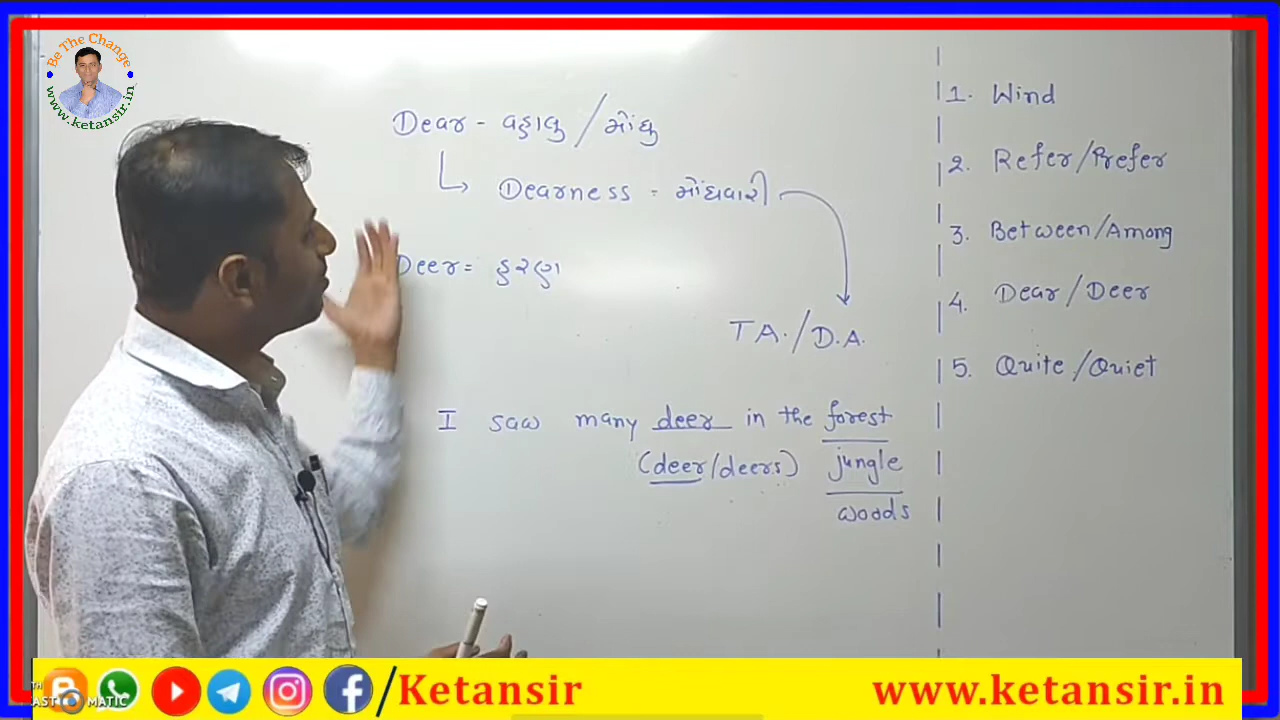 Be The Change
www.ketansir.in
Dear - વહાલુ / મોંઘુ
Dearness = મોંઘવારી
Deer = હરણ
T A. / D.A.
I saw many deer in the forest
(deer/deers) jungle
woods
1. Wind
2. Refer/Prefer
3. Between/Among
4. Dear/Deer
5. Quite/Quiet
/Ketansir www.ketansir.in